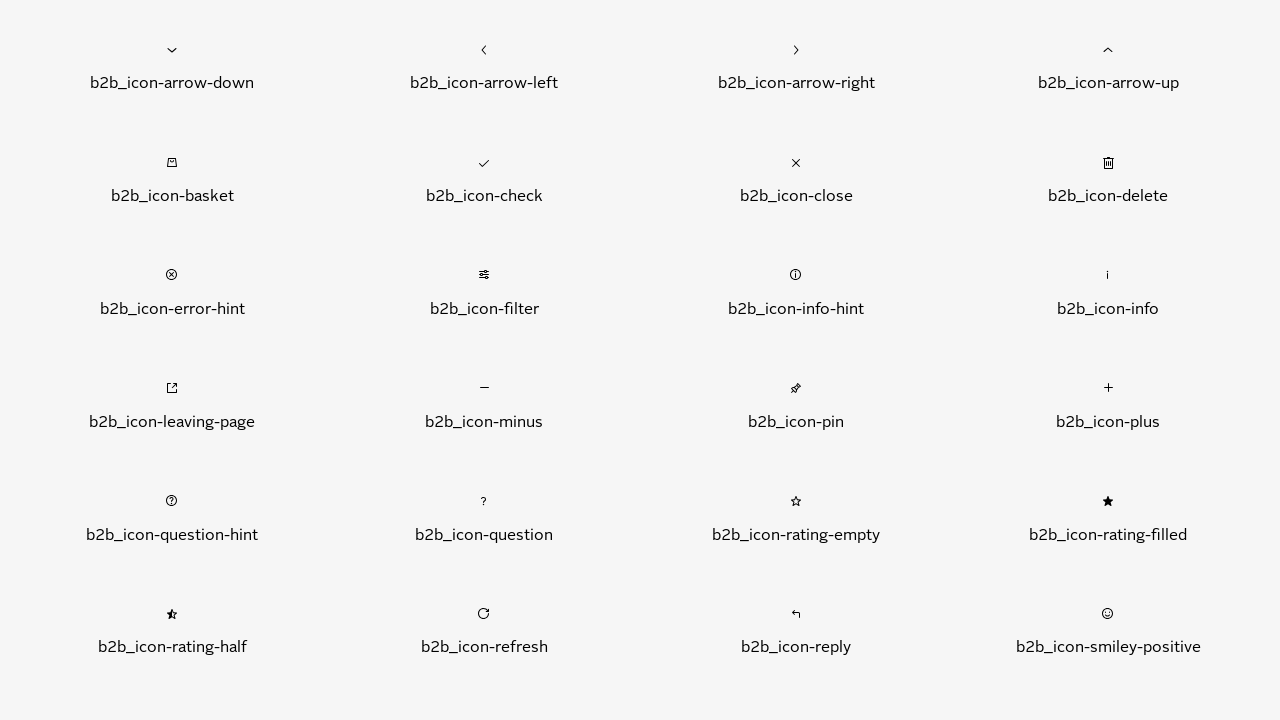 b2b_icon-arrow-down
b2b_icon-arrow-left
b2b_icon-arrow-right
b2b_icon-arrow-up
b2b_icon-basket
b2b_icon-check
b2b_icon-close
b2b_icon-delete
b2b_icon-error-hint
b2b_icon-filter
b2b_icon-info-hint
b2b_icon-info
b2b_icon-leaving-page
b2b_icon-minus
b2b_icon-pin
b2b_icon-plus
b2b_icon-question-hint
b2b_icon-question
b2b_icon-rating-empty
b2b_icon-rating-filled
b2b_icon-rating-half
b2b_icon-refresh
b2b_icon-reply
b2b_icon-smiley-positive